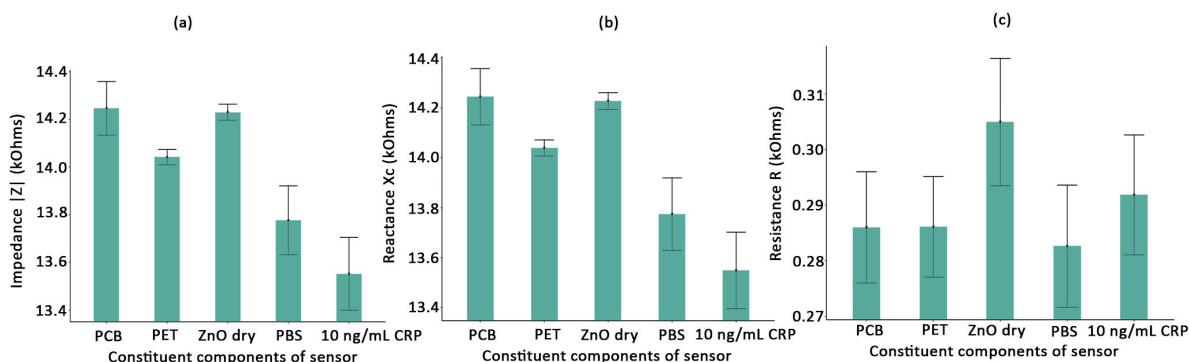 (a)
Impedance |Z| (kOhms)
14.4
14.2
14.0
13.8
13.6
13.4
PCB
PET
ZnO dry
PBS
10 ng/mL CRP
Constituent components of sensor
(b)
Reactance Xc (kOhms)
14.4
14.2
14.0
13.8
13.6
13.4
PCB
PET
ZnO dry
PBS
10 ng/mL CRP
Constituent components of sensor
(c)
Resistance R (kOhms)
0.31
0.30
0.29
0.28
0.27
PCB
PET
ZnO dry
PBS
10 ng/mL CRP
Constituent components of sensor